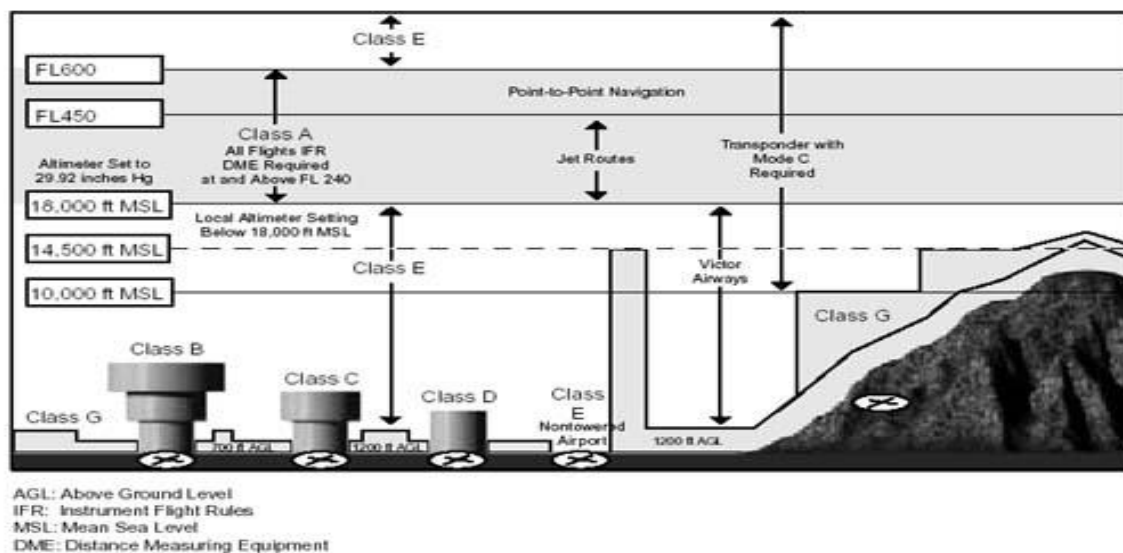 Class E
FL600
Point-to-Point Navigation
FL450
Class A
All Flights IFR
DME Required
at and Above FL 240
Jet Routes
Transponder with
Mode C
Required
Altimeter Set to
29.92 inches Hg
18,000 ft MSL
Local Altimeter Setting
Below 18,000 ft MSL
14,500 ft MSL
Class E
Victor
Airways
10,000 ft MSL
Class G
Class B
Class C
Class D
Class
E
Nontowered
Airport
Class G
700 ft AGL
1200 ft AGL
1200 ft AGL
AGL: Above Ground Level
IFR: Instrument Flight Rules
MSL: Mean Sea Level
DME: Distance Measuring Equipment